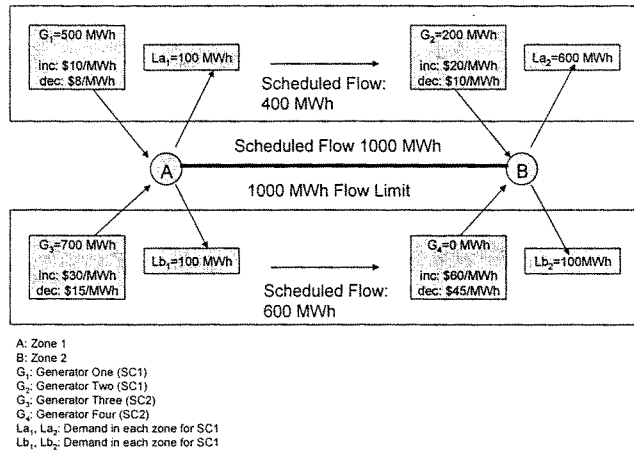 G1=500 MWh
inc: $10/MWh
dec: $8/MWh
La1=100 MWh
Scheduled Flow:
400 MWh
G2=200 MWh
inc: $20/MWh
dec: $10/MWh
La2=600 MWh
Scheduled Flow 1000 MWh
A
B
1000 MWh Flow Limit
G3=700 MWh
inc: $30/MWh
dec: $15/MWh
Lb1=100 MWh
Scheduled Flow:
600 MWh
G4=0 MWh
inc: $60/MWh
dec: $45/MWh
Lb2=100MWh
A: Zone 1
B: Zone 2
G1: Generator One (SC1)
G2: Generator Two (SC1)
G3: Generator Three (SC2)
G4: Generator Four (SC2)
La1, La2: Demand in each zone for SC1
Lb1, Lb2: Demand in each zone for SC1